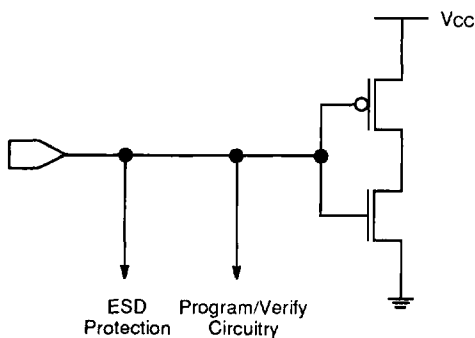 Vcc
ESD
Protection
Program/Verify
Circuitry